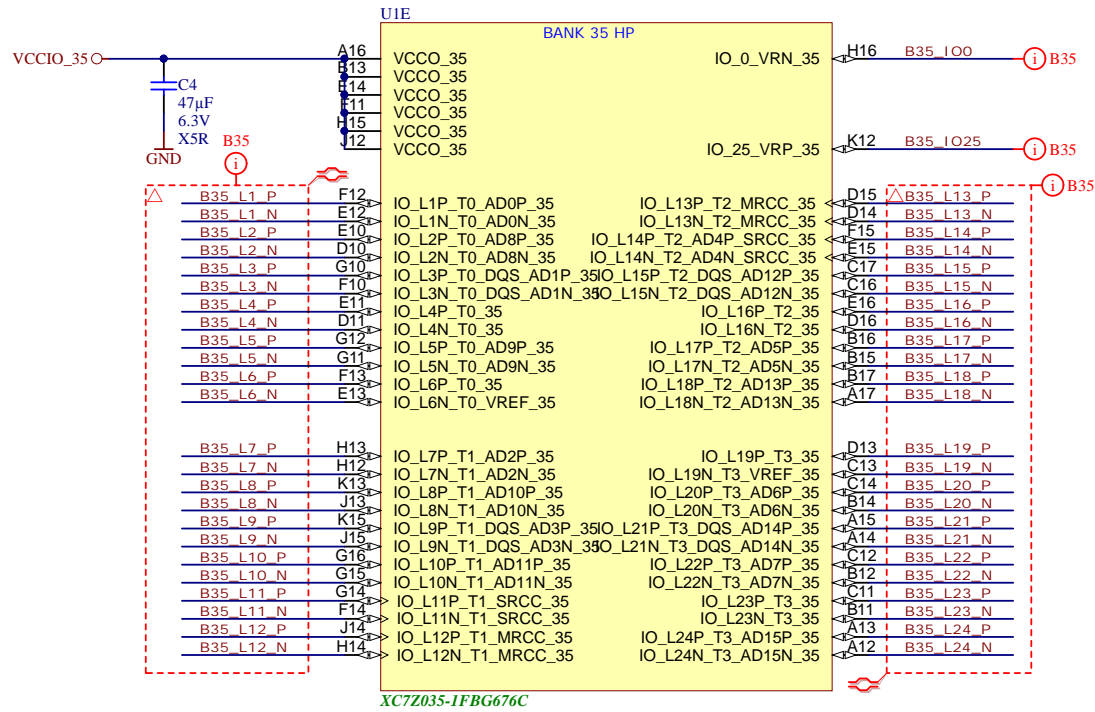 U1E
BANK 35 HP
VCCIO_35 A16 VCCO_35 IO_0_VRN_35 H16 B35_IO0 i B35
B13 VCCO_35
C4 E14 VCCO_35
47µF F11 VCCO_35
6.3V H15 VCCO_35
X5R J12 VCCO_35 IO_25_VRP_35 K12 B35_IO25 i B35
GND
B35 i
i B35
B35_L1_P F12 IO_L1P_T0_AD0P_35 IO_L13P_T2_MRCC_35 D15 B35_L13_P
B35_L1_N E12 IO_L1N_T0_AD0N_35 IO_L13N_T2_MRCC_35 D14 B35_L13_N
B35_L2_P E10 IO_L2P_T0_AD8P_35 IO_L14P_T2_AD4P_SRCC_35 F15 B35_L14_P
B35_L2_N D10 IO_L2N_T0_AD8N_35 IO_L14N_T2_AD4N_SRCC_35 E15 B35_L14_N
B35_L3_P G10 IO_L3P_T0_DQS_AD1P_35 IO_L15P_T2_DQS_AD12P_35 C17 B35_L15_P
B35_L3_N F10 IO_L3N_T0_DQS_AD1N_35 IO_L15N_T2_DQS_AD12N_35 C16 B35_L15_N
B35_L4_P E11 IO_L4P_T0_35 IO_L16P_T2_35 E16 B35_L16_P
B35_L4_N D11 IO_L4N_T0_35 IO_L16N_T2_35 D16 B35_L16_N
B35_L5_P G12 IO_L5P_T0_AD9P_35 IO_L17P_T2_AD5P_35 B16 B35_L17_P
B35_L5_N G11 IO_L5N_T0_AD9N_35 IO_L17N_T2_AD5N_35 B15 B35_L17_N
B35_L6_P F13 IO_L6P_T0_35 IO_L18P_T2_AD13P_35 B17 B35_L18_P
B35_L6_N E13 IO_L6N_T0_VREF_35 IO_L18N_T2_AD13N_35 A17 B35_L18_N
B35_L7_P H13 IO_L7P_T1_AD2P_35 IO_L19P_T3_35 D13 B35_L19_P
B35_L7_N H12 IO_L7N_T1_AD2N_35 IO_L19N_T3_VREF_35 C13 B35_L19_N
B35_L8_P K13 IO_L8P_T1_AD10P_35 IO_L20P_T3_AD6P_35 C14 B35_L20_P
B35_L8_N J13 IO_L8N_T1_AD10N_35 IO_L20N_T3_AD6N_35 B14 B35_L20_N
B35_L9_P K15 IO_L9P_T1_DQS_AD3P_35 IO_L21P_T3_DQS_AD14P_35 A15 B35_L21_P
B35_L9_N J15 IO_L9N_T1_DQS_AD3N_35 IO_L21N_T3_DQS_AD14N_35 A14 B35_L21_N
B35_L10_P G16 IO_L10P_T1_AD11P_35 IO_L22P_T3_AD7P_35 C12 B35_L22_P
B35_L10_N G15 IO_L10N_T1_AD11N_35 IO_L22N_T3_AD7N_35 B12 B35_L22_N
B35_L11_P G14 IO_L11P_T1_SRCC_35 IO_L23P_T3_35 C11 B35_L23_P
B35_L11_N F14 IO_L11N_T1_SRCC_35 IO_L23N_T3_35 B11 B35_L23_N
B35_L12_P J14 IO_L12P_T1_MRCC_35 IO_L24P_T3_AD15P_35 A13 B35_L24_P
B35_L12_N H14 IO_L12N_T1_MRCC_35 IO_L24N_T3_AD15N_35 A12 B35_L24_N
XC7Z035-1FBG676C